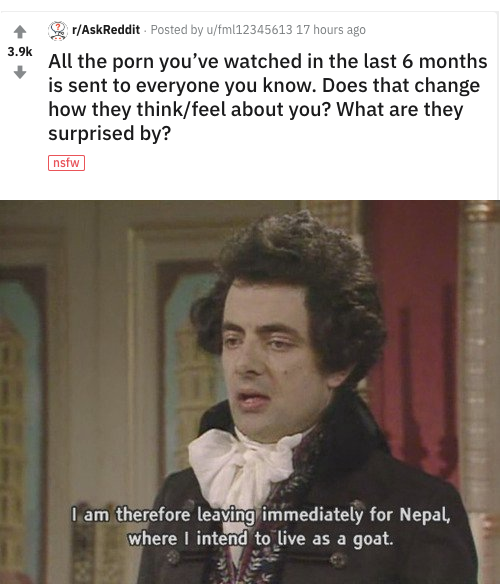 r/AskReddit · Posted by u/fml12345613 17 hours ago
3.9k
All the porn you’ve watched in the last 6 months
is sent to everyone you know. Does that change
how they think/feel about you? What are they
surprised by?
nsfw
I am therefore leaving immediately for Nepal,
where I intend to live as a goat.